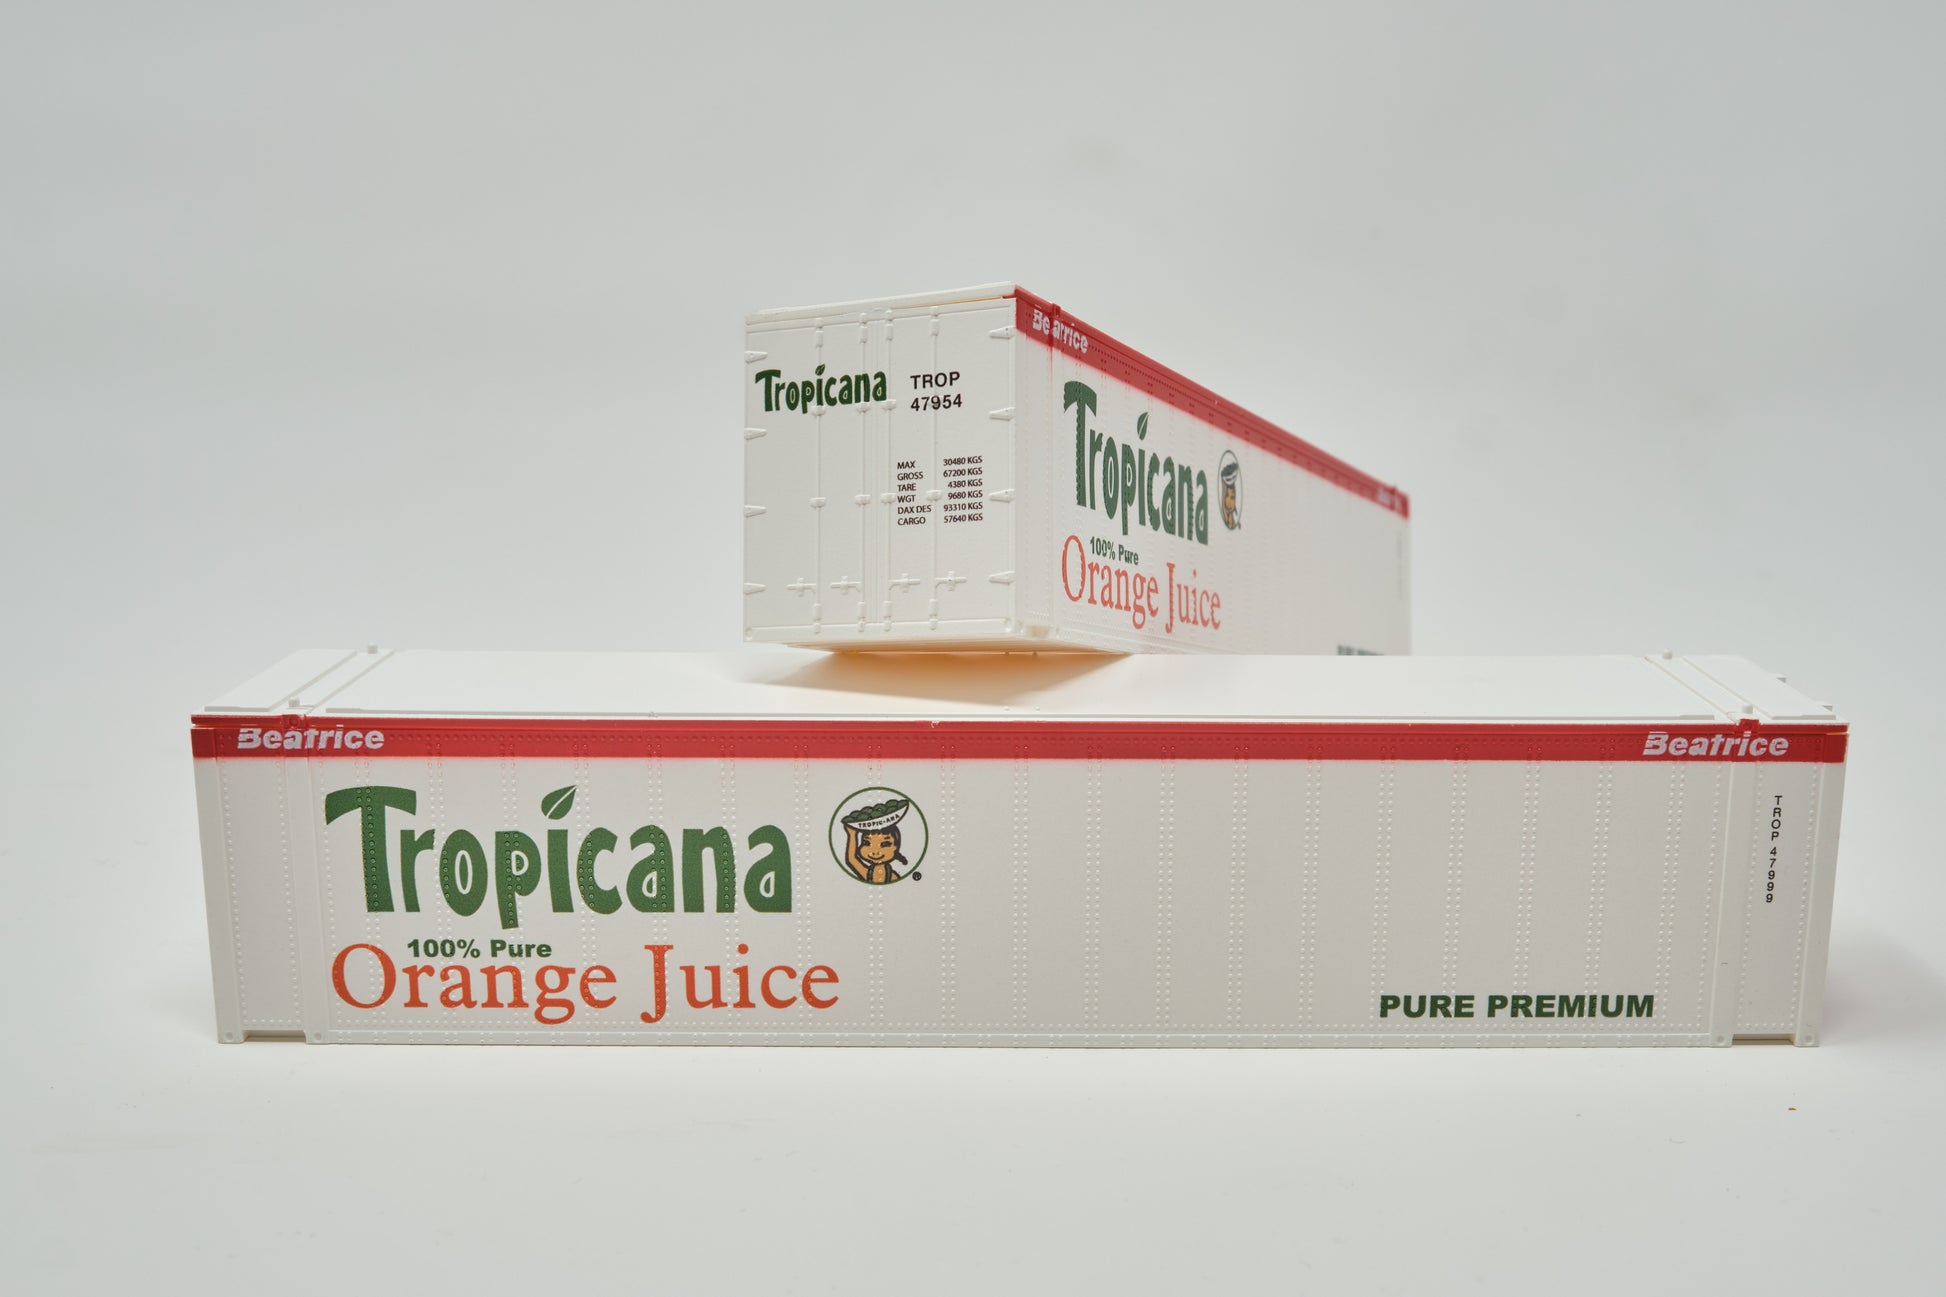 Tropicana
TROP
47954
MAX 30480 KGS
GROSS 67200 KGS
TARE 4380 KGS
WGT 9680 KGS
DAX DES 93310 KGS
CARGO 57640 KGS
Beatrice
Tropicana
100% Pure
Orange Juice
Beatrice
Beatrice
Tropicana
TROPIC-ANA
®
100% Pure
Orange Juice
PURE PREMIUM
TROP 47999